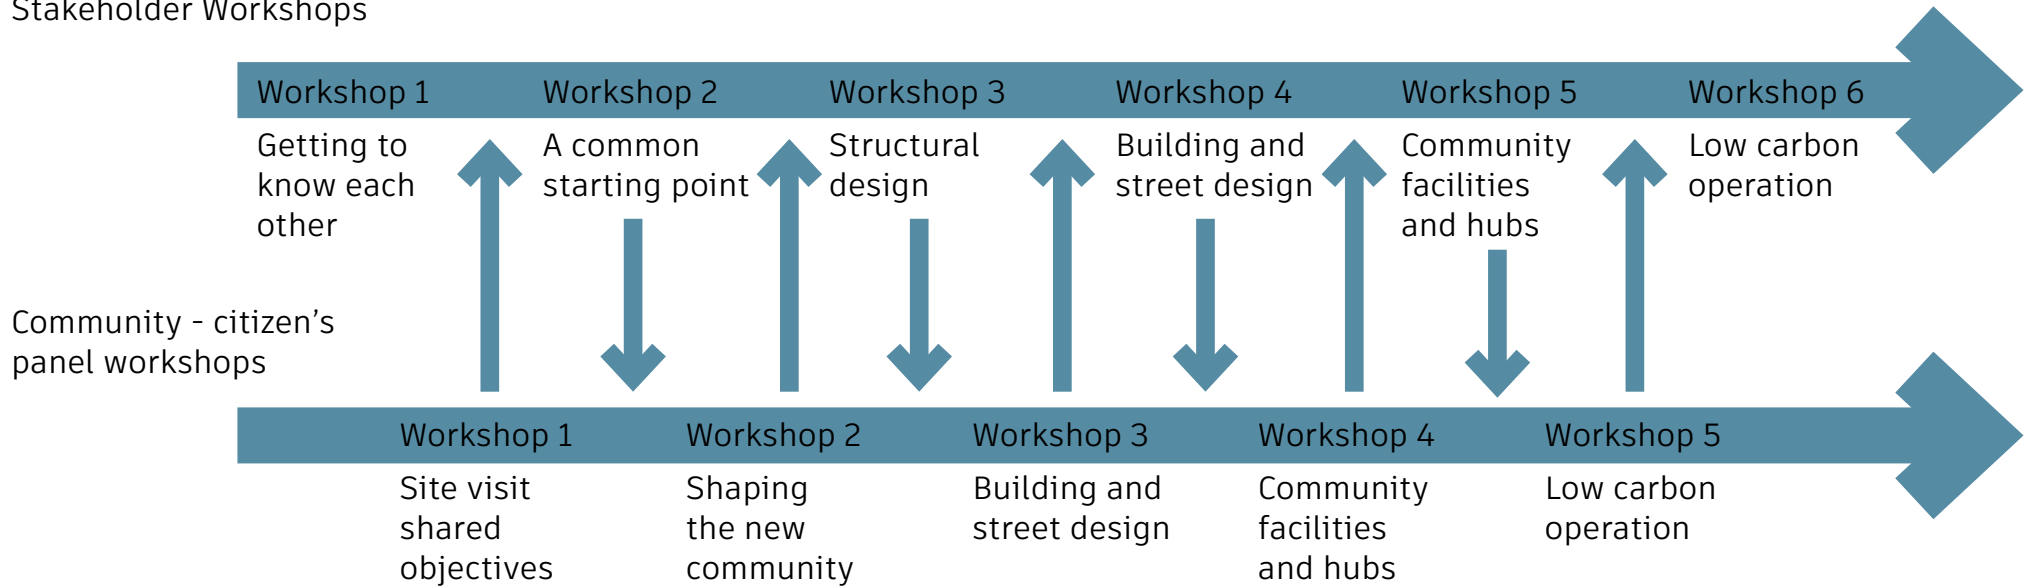 Stakeholder Workshops
Workshop 1
Workshop 2
Workshop 3
Workshop 4
Workshop 5
Workshop 6
Getting to
know each
other
A common
starting point
Structural
design
Building and
street design
Community
facilities
and hubs
Low carbon
operation
Community - citizen’s
panel workshops
Workshop 1
Workshop 2
Workshop 3
Workshop 4
Workshop 5
Site visit
shared
objectives
Shaping
the new
community
Building and
street design
Community
facilities
and hubs
Low carbon
operation